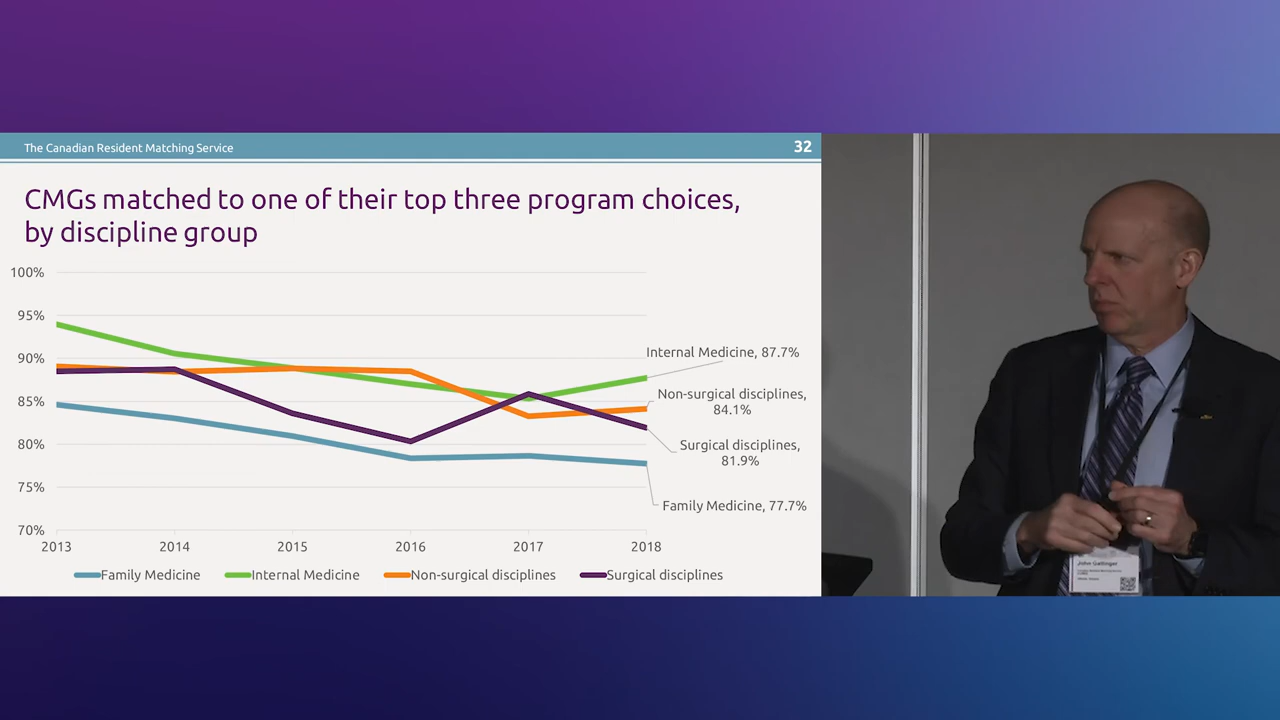 The Canadian Resident Matching Service
32
CMGs matched to one of their top three program choices,
by discipline group
100%
95%
90%
85%
80%
75%
70%
2013
2014
2015
2016
2017
2018
Internal Medicine, 87.7%
Non-surgical disciplines,
84.1%
Surgical disciplines,
81.9%
Family Medicine, 77.7%
Family Medicine
Internal Medicine
Non-surgical disciplines
Surgical disciplines
John Gallinger